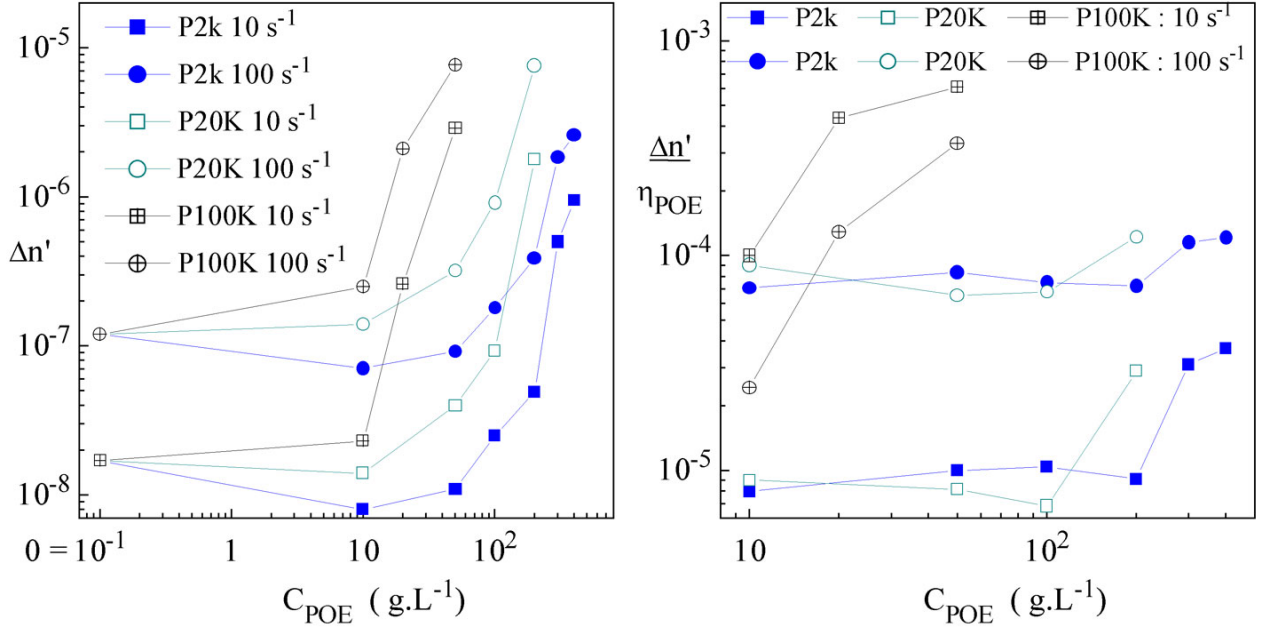 P2k 10 s⁻¹
P2k 100 s⁻¹
P20K 10 s⁻¹
P20K 100 s⁻¹
P100K 10 s⁻¹
P100K 100 s⁻¹
10⁻⁵
10⁻⁶
Δn'
10⁻⁷
10⁻⁸
0 = 10⁻¹ 1 10 10²
C_POE ( g.L⁻¹)
P2k P20K P100K : 10 s⁻¹
P2k P20K P100K : 100 s⁻¹
10⁻³
Δn'
η_POE
10⁻⁴
10⁻⁵
10 10²
C_POE ( g.L⁻¹)